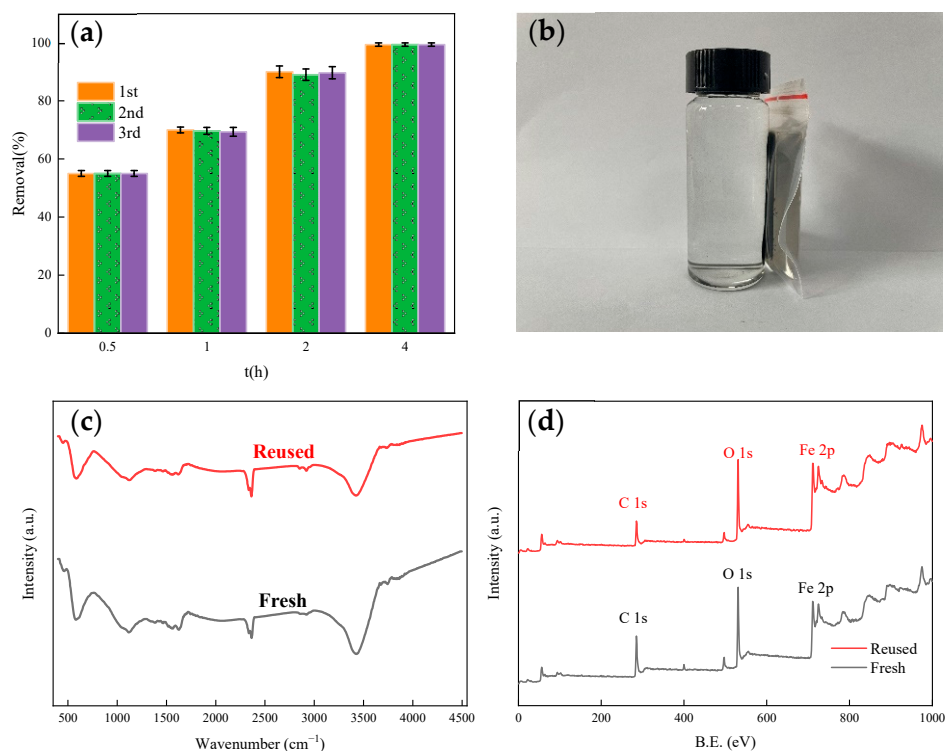 (a)
100
80
60
40
20
0
Removal(%)
1st
2nd
3rd
0.5 1 2 4
t(h)
(b)
(c)
Reused
Fresh
Intensity (a.u.)
500 1000 1500 2000 2500 3000 3500 4000 4500
Wavenumber (cm⁻¹)
(d)
O 1s
Fe 2p
C 1s
O 1s
Fe 2p
C 1s
Reused
Fresh
Intensity (a.u.)
0 200 400 600 800 1000
B.E. (eV)